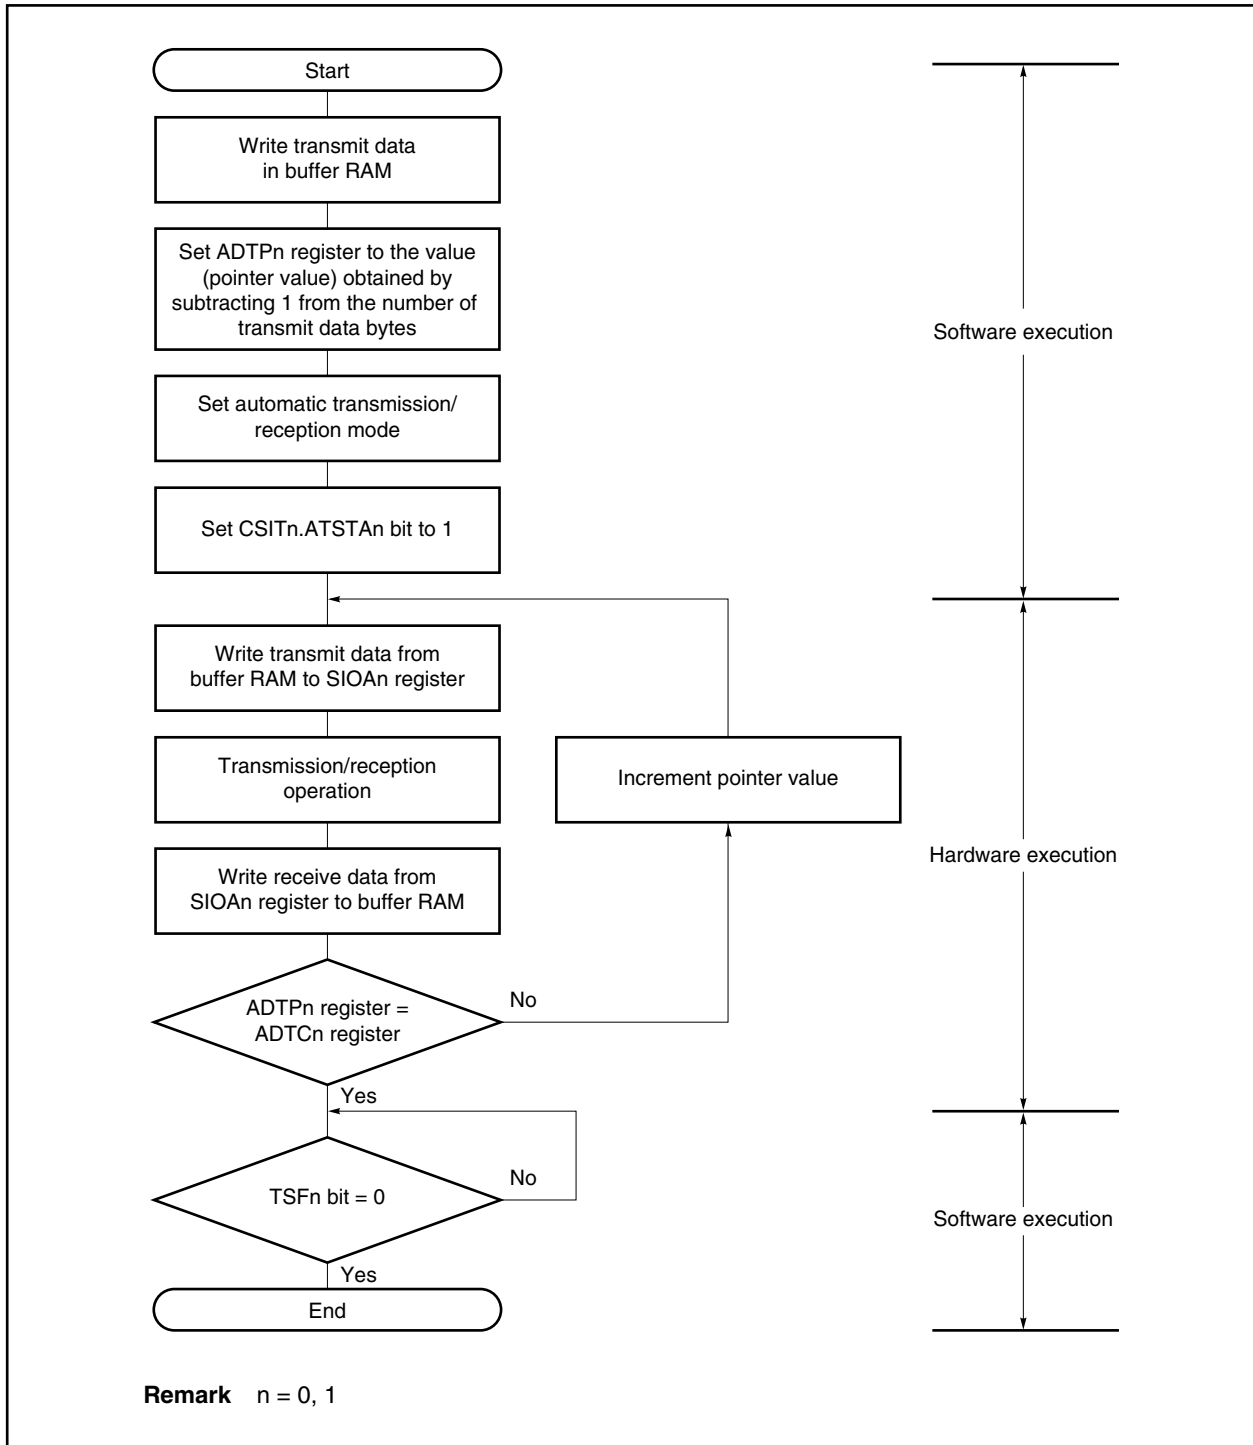 Start
Write transmit data
in buffer RAM
Set ADTPn register to the value
(pointer value) obtained by
subtracting 1 from the number of
transmit data bytes
Software execution
Set automatic transmission/
reception mode
Set CSITn.ATSTAn bit to 1
Write transmit data from
buffer RAM to SIOAn register
Transmission/reception
operation
Increment pointer value
Hardware execution
Write receive data from
SIOAn register to buffer RAM
ADTPn register =
ADTCn register
No
Yes
TSFn bit = 0
No
Software execution
Yes
End
Remark n = 0, 1